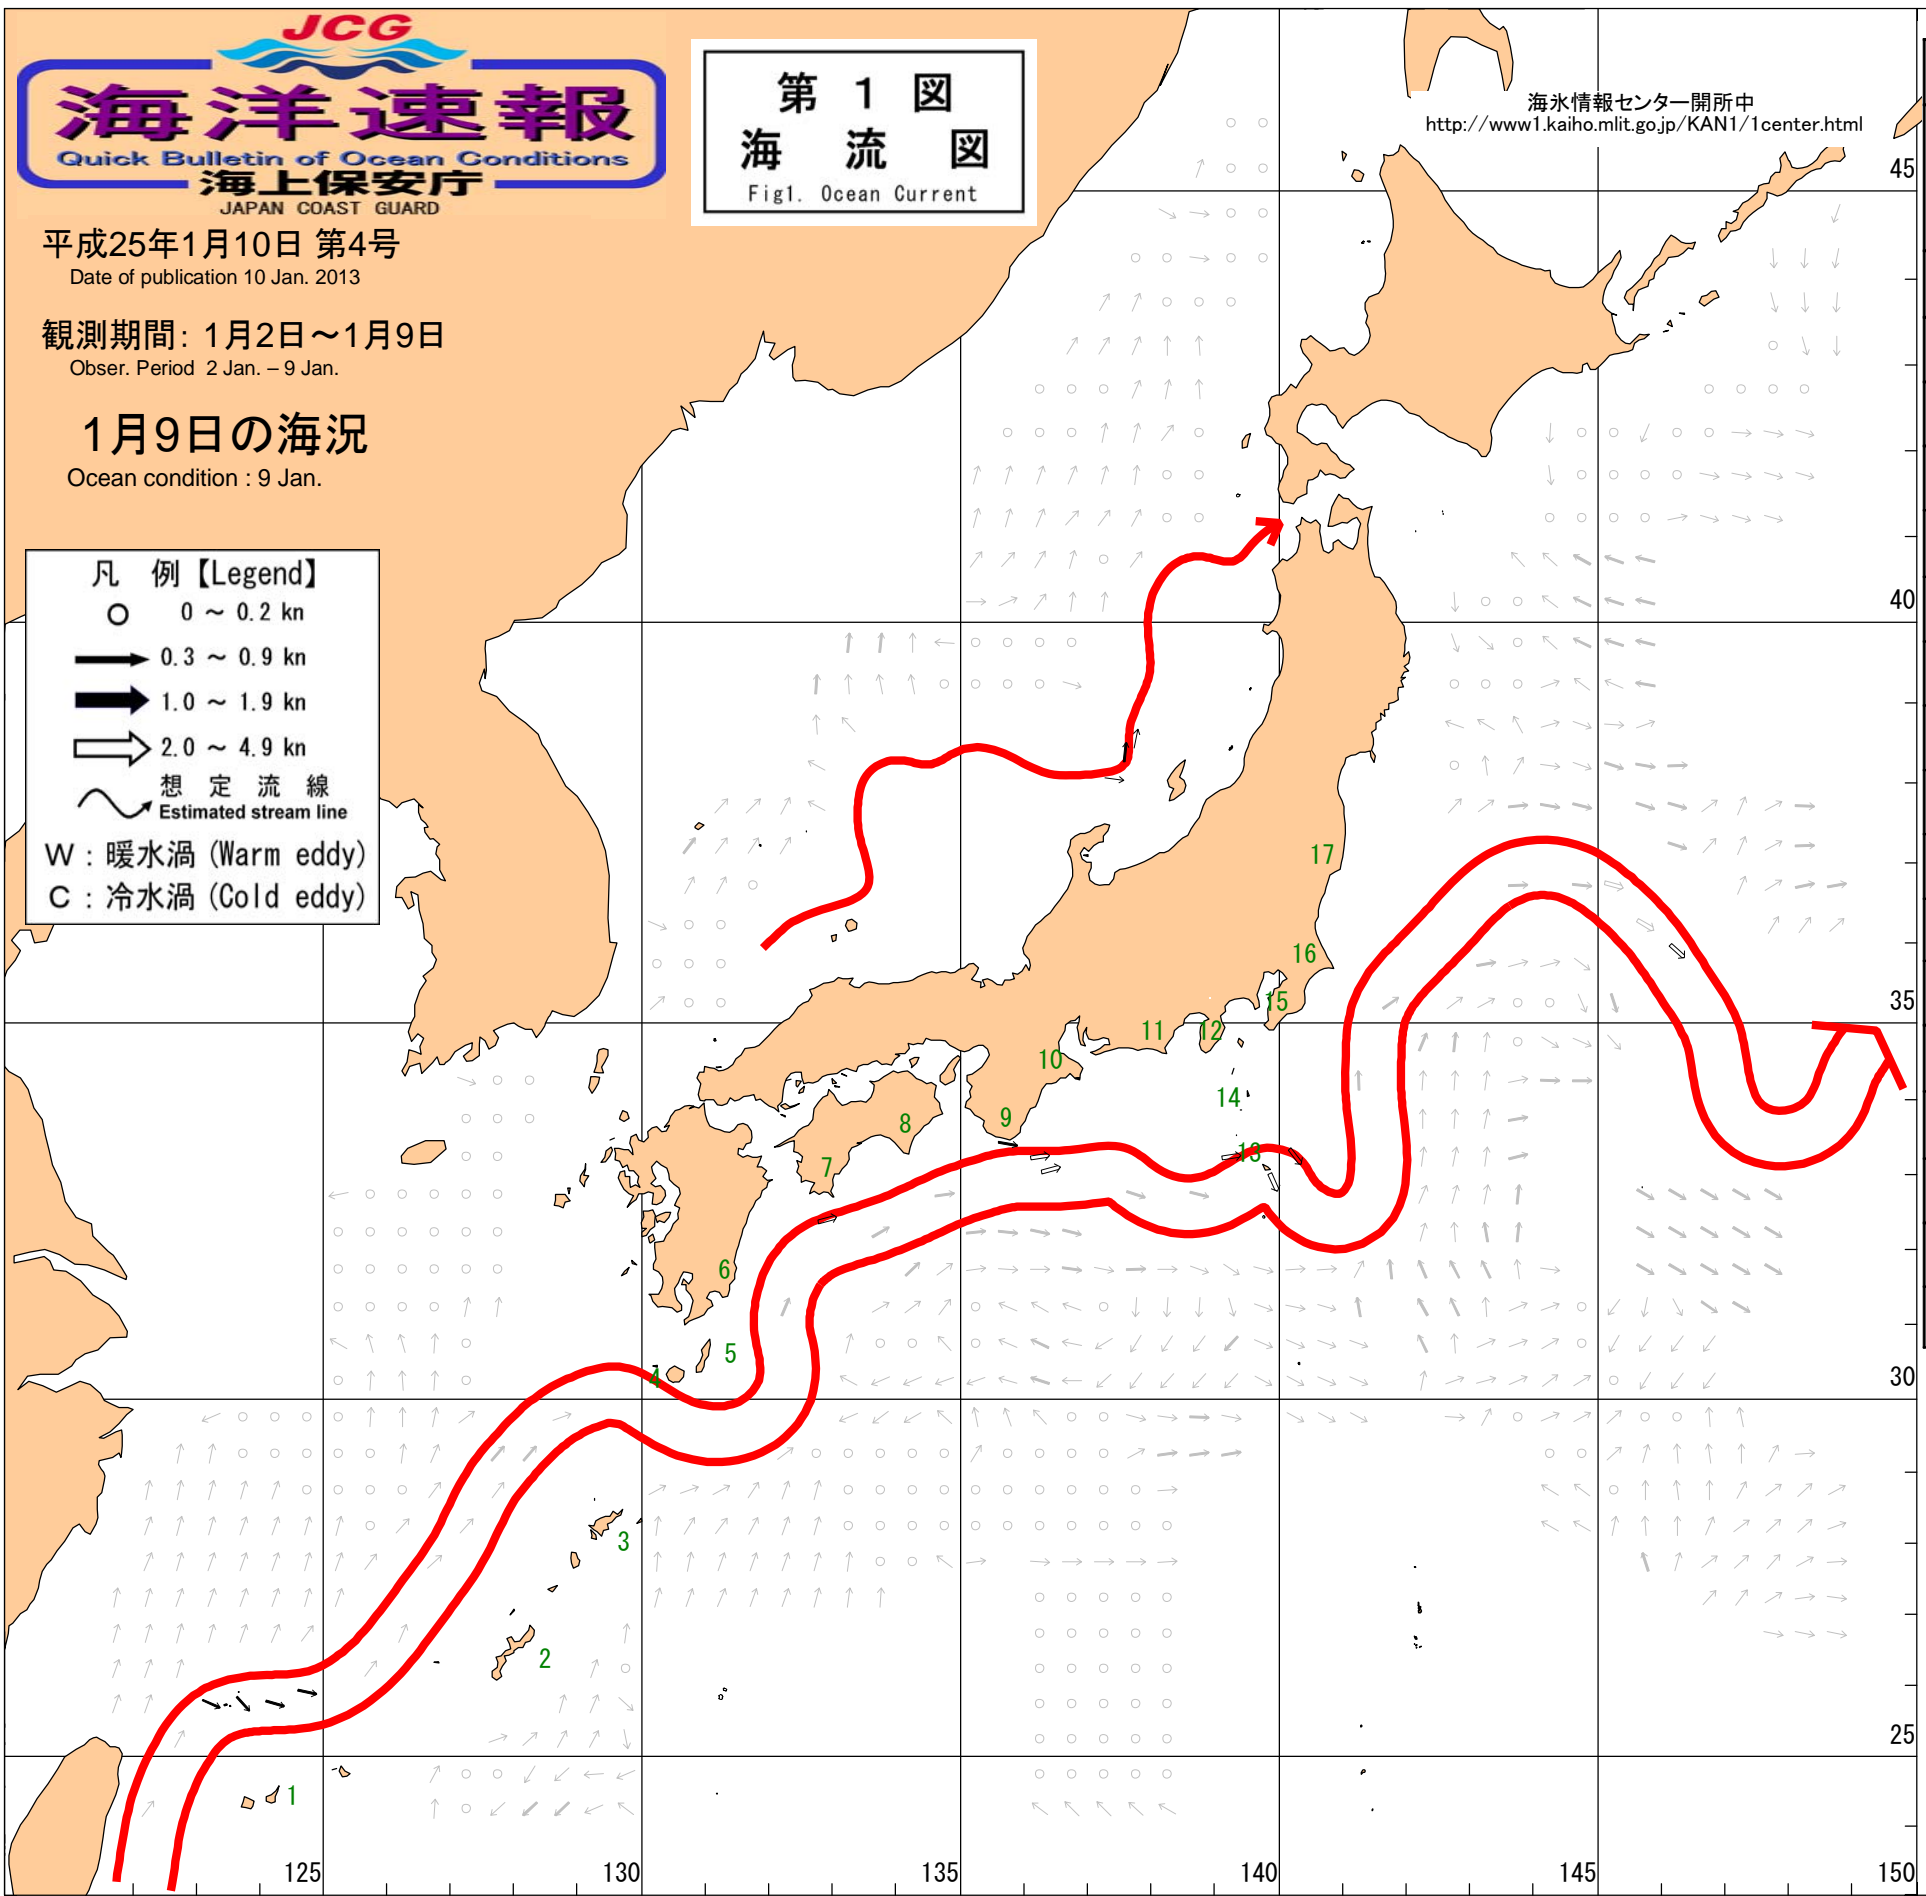 JCG
海洋速報
Quick Bulletin of Ocean Conditions
海上保安庁
JAPAN COAST GUARD
平成25年1月10日 第4号
Date of publication 10 Jan. 2013
観測期間: 1月2日～1月9日
Obser. Period 2 Jan. – 9 Jan.
1月9日の海況
Ocean condition : 9 Jan.
第 1 図
海 流 図
Fig1. Ocean Current
海氷情報センター開所中
http://www1.kaiho.mlit.go.jp/KAN1/1center.html
凡 例【Legend】
0 ～ 0.2 kn
0.3 ～ 0.9 kn
1.0 ～ 1.9 kn
2.0 ～ 4.9 kn
想 定 流 線
Estimated stream line
W : 暖水渦 (Warm eddy)
C : 冷水渦 (Cold eddy)
45
40
35
30
25
17
16
15
12
11
10
14
9
8
13
7
6
5
4
3
2
1
125
130
135
140
145
150